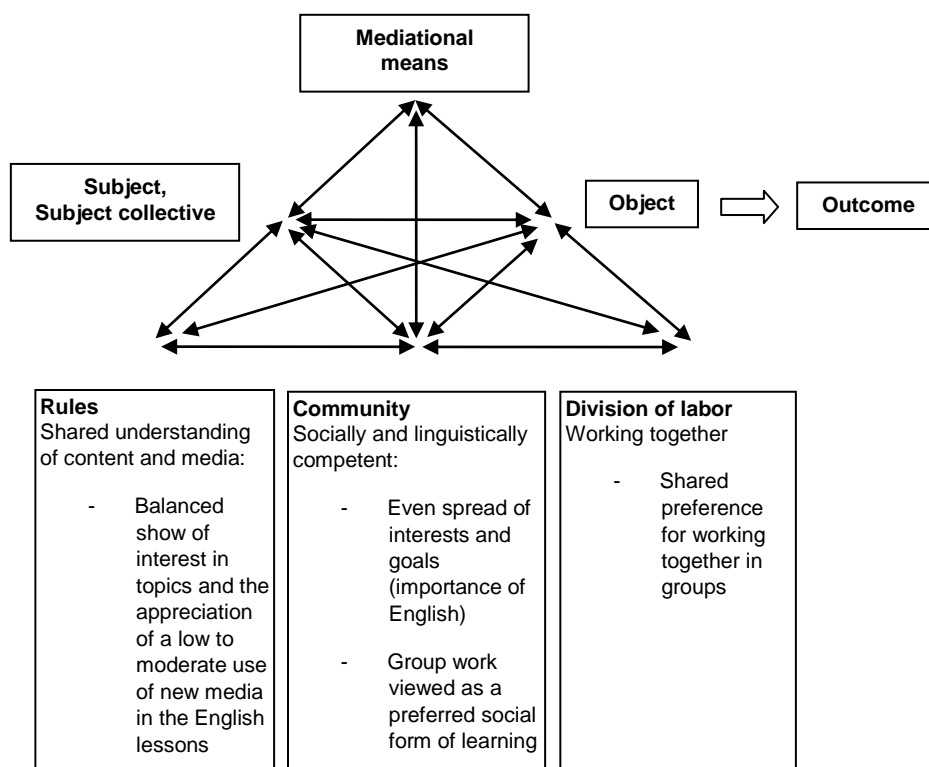 Mediational
means
Subject,
Subject collective
Object
Outcome
Rules
Shared understanding
of content and media:
- Balanced
show of
interest in
topics and the
appreciation
of a low to
moderate use
of new media
in the English
lessons
Community
Socially and linguistically
competent:
- Even spread of
interests and
goals
(importance of
English)
- Group work
viewed as a
preferred social
form of learning
Division of labor
Working together
- Shared
preference
for working
together in
groups